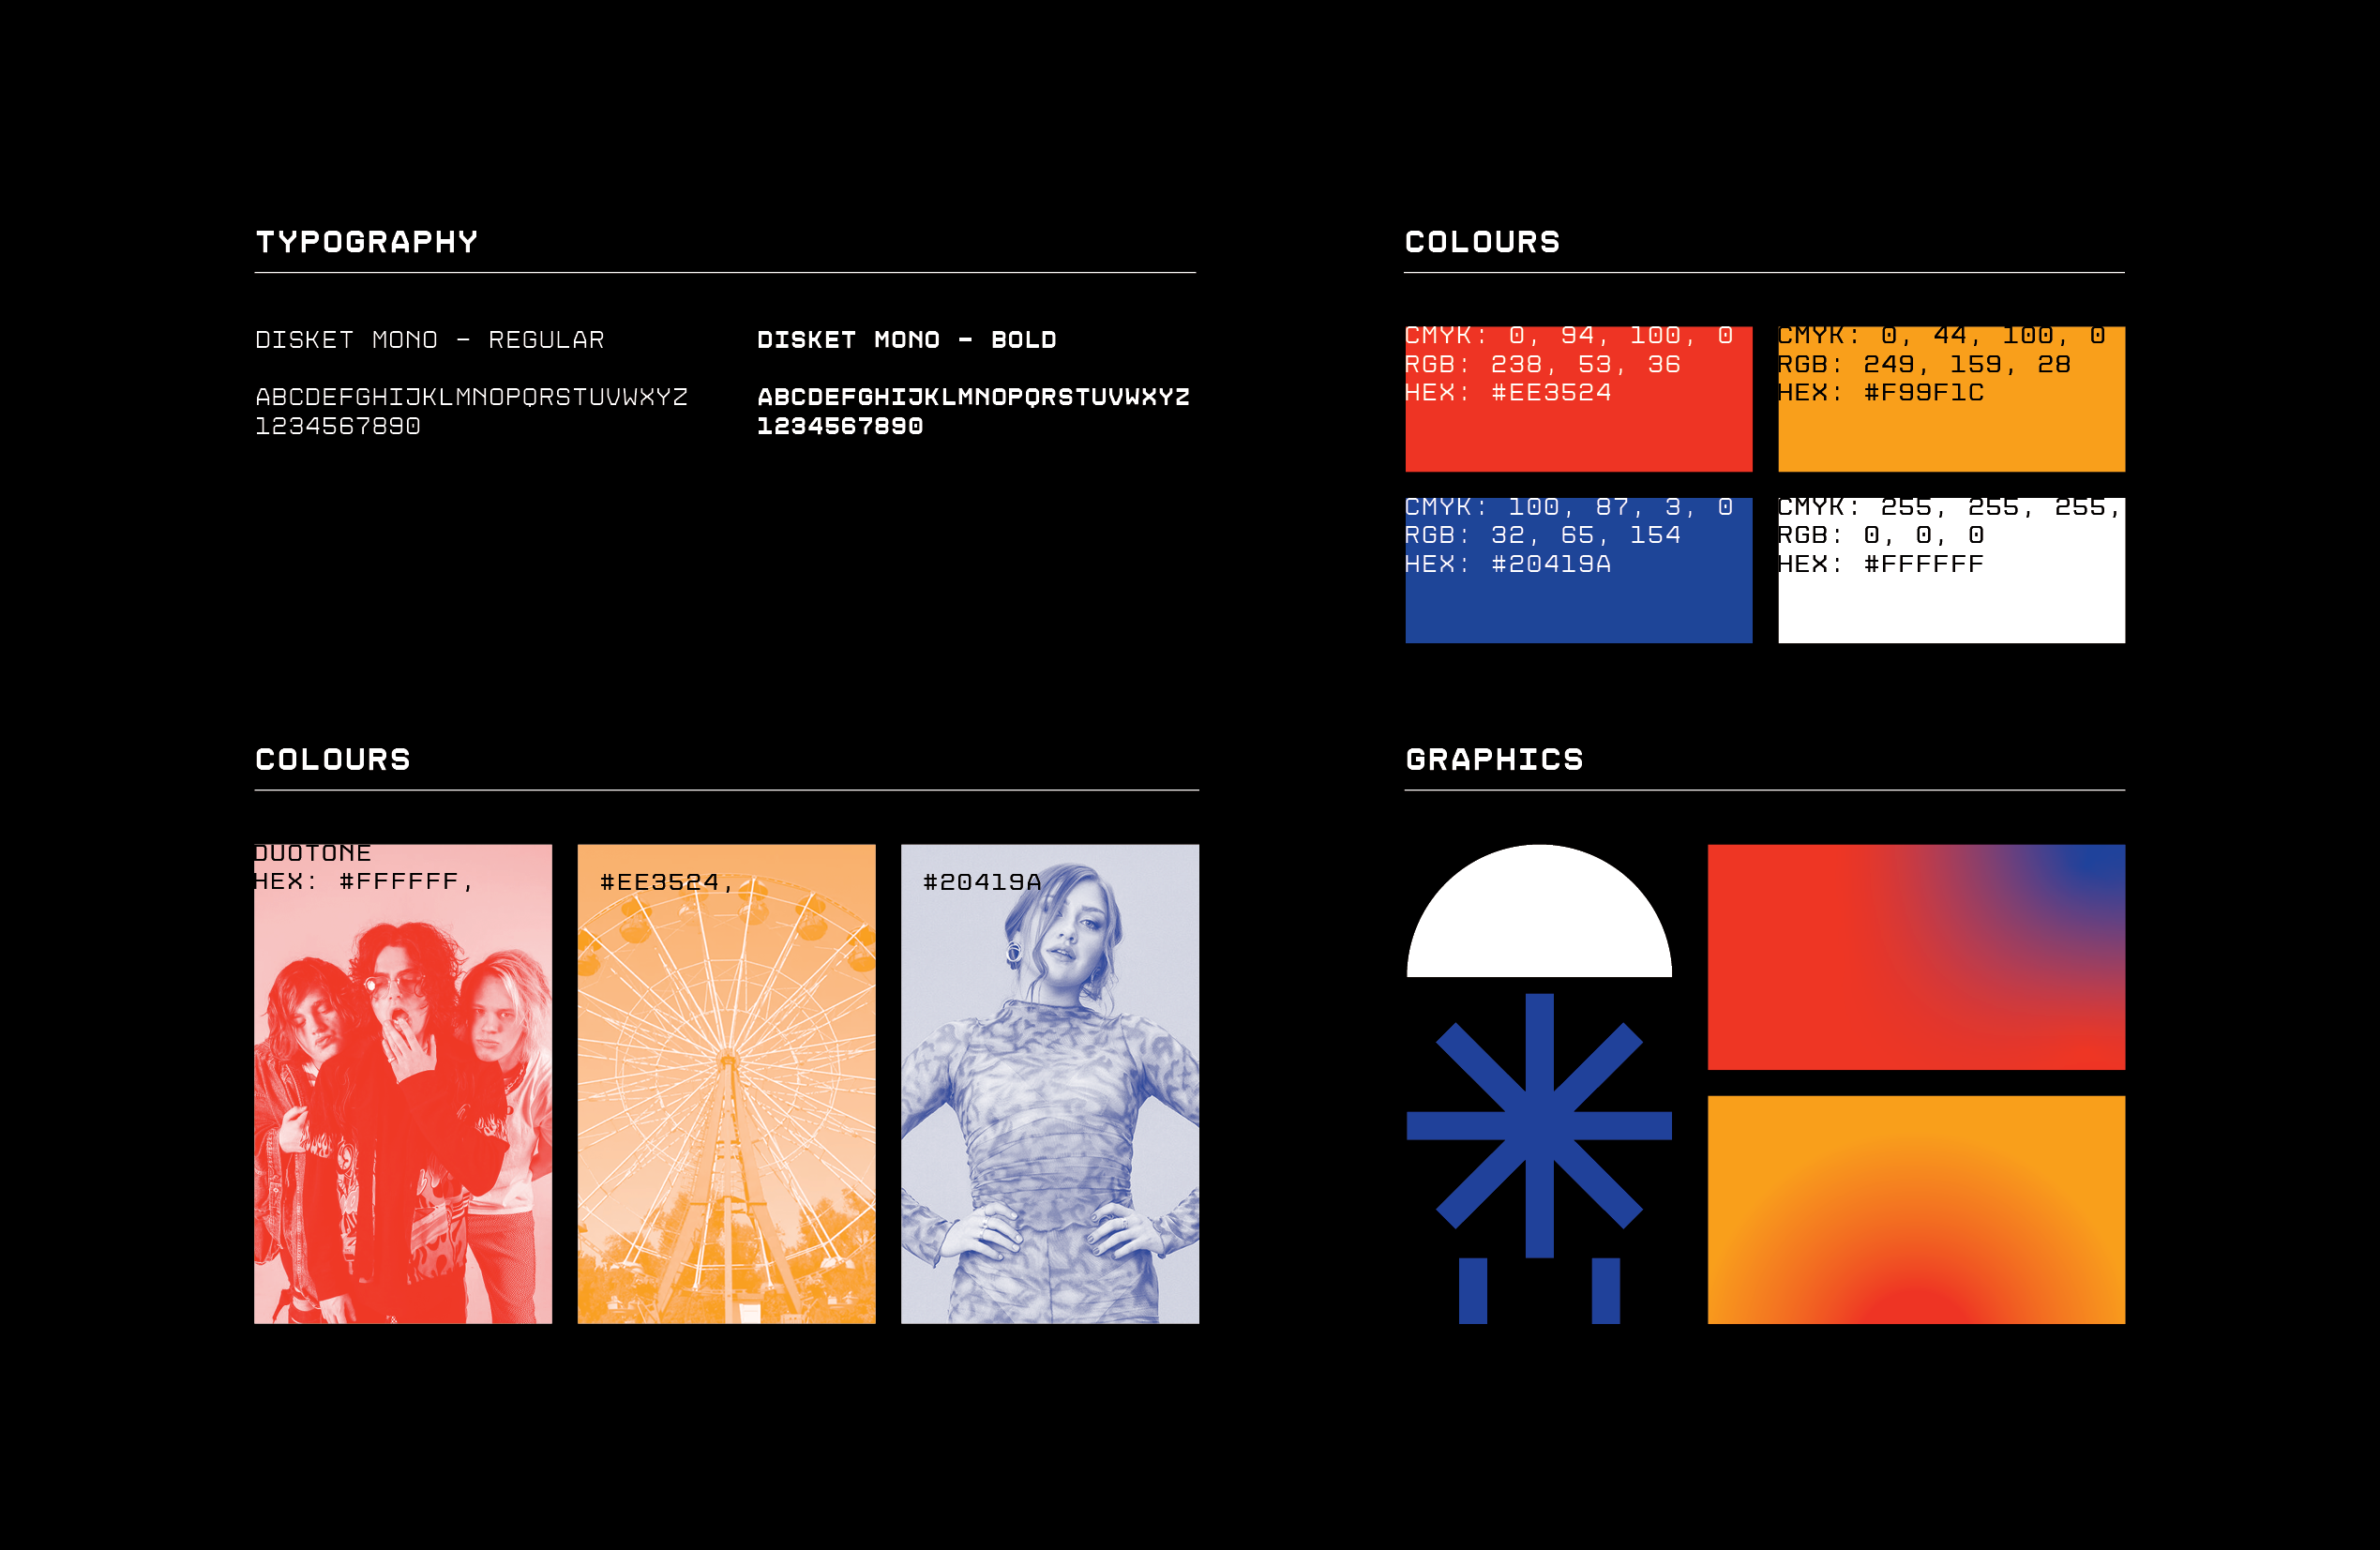 TYPOGRAPHY
DISKET MONO – REGULAR
ABCDEFGHIJKLMNOPQRSTUVWXYZ
1234567890
DISKET MONO – BOLD
ABCDEFGHIJKLMNOPQRSTUVWXYZ
1234567890
COLOURS
CMYK: 0, 94, 100, 0
RGB: 238, 53, 36
HEX: #EE3524
CMYK: 0, 44, 100, 0
RGB: 249, 159, 28
HEX: #F99F1C
CMYK: 100, 87, 3, 0
RGB: 32, 65, 154
HEX: #20419A
CMYK: 255, 255, 255,
RGB: 0, 0, 0
HEX: #FFFFFF
COLOURS
DUOTONE
HEX: #FFFFFF,
#EE3524,
#20419A
GRAPHICS